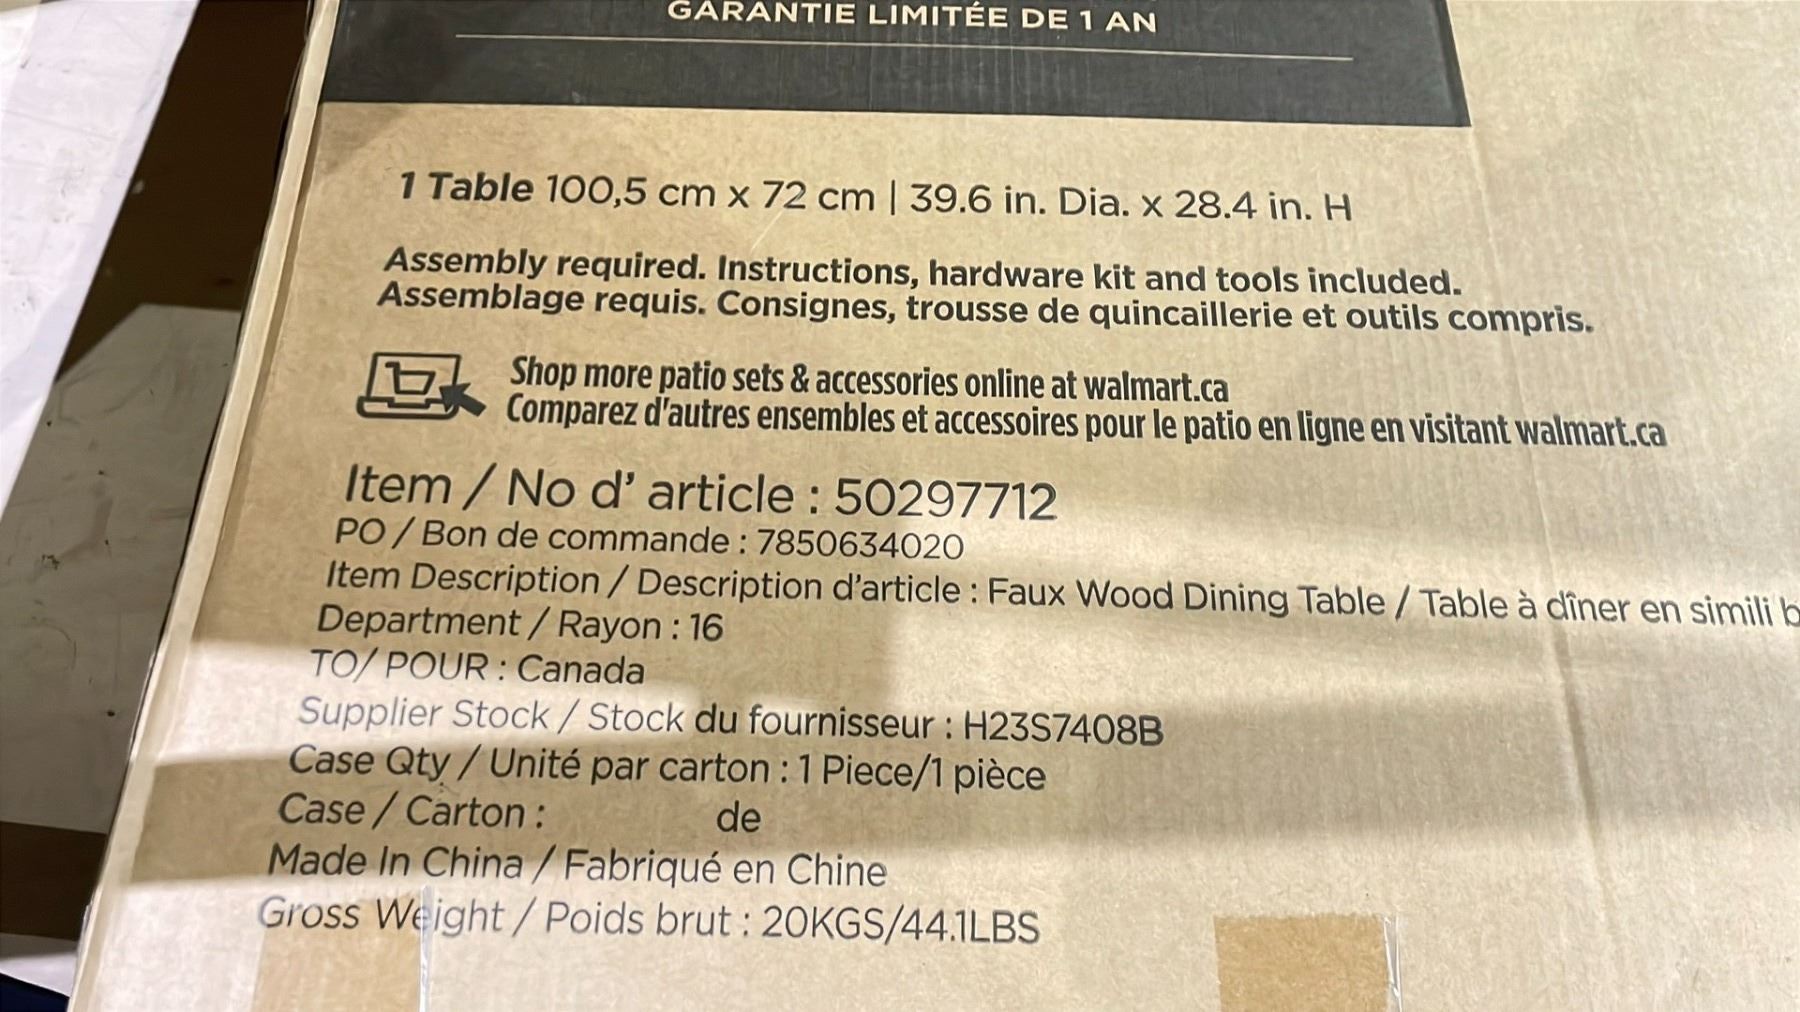 GARANTIE LIMITÉE DE 1 AN
1 Table 100,5 cm x 72 cm | 39.6 in. Dia. x 28.4 in. H
Assembly required. Instructions, hardware kit and tools included.
Assemblage requis. Consignes, trousse de quincaillerie et outils compris.
Shop more patio sets & accessories online at walmart.ca
Comparez d'autres ensembles et accessoires pour le patio en ligne en visitant walmart.ca
Item / No d' article : 50297712
PO / Bon de commande : 7850634020
Item Description / Description d'article : Faux Wood Dining Table / Table à dîner en simili b
Department / Rayon : 16
TO/ POUR : Canada
Supplier Stock / Stock du fournisseur : H23S7408B
Case Qty / Unité par carton : 1 Piece/1 pièce
Case / Carton : de
Made In China / Fabriqué en Chine
Gross Weight / Poids brut : 20KGS/44.1LBS